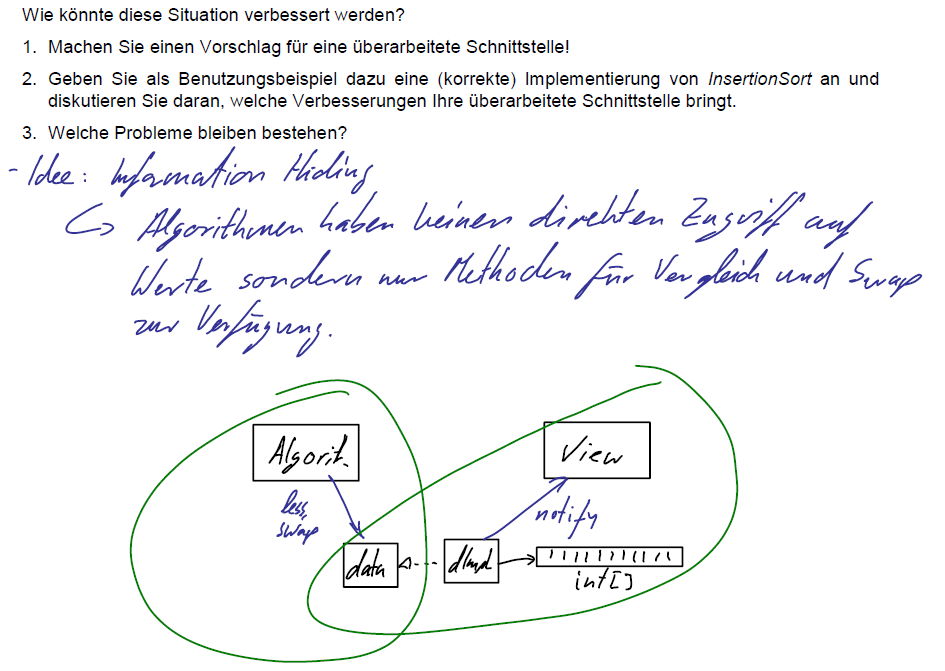 Wie könnte diese Situation verbessert werden?
1. Machen Sie einen Vorschlag für eine überarbeitete Schnittstelle!
2. Geben Sie als Benutzungsbeispiel dazu eine (korrekte) Implementierung von InsertionSort an und
diskutieren Sie daran, welche Verbesserungen Ihre überarbeitete Schnittstelle bringt.
3. Welche Probleme bleiben bestehen?
- Idee: Information Hiding
↳ Algorithmen haben keinen direkten Zugriff auf
Werte sondern nur Methoden für Vergleich und Swap
zur Verfügung.
Algorit.
View
less,
swap
notify
data
int[]